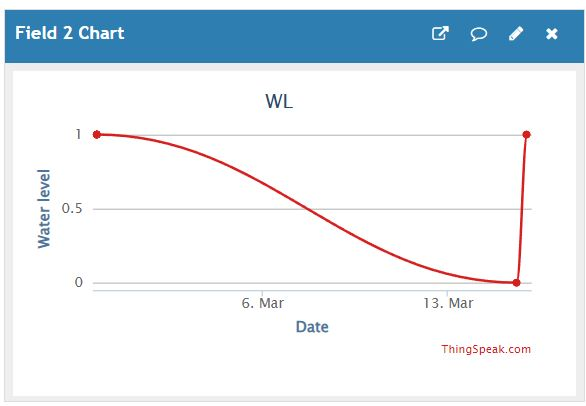 Field 2 Chart
WL
Water level
1
0.5
0
6. Mar
13. Mar
Date
ThingSpeak.com